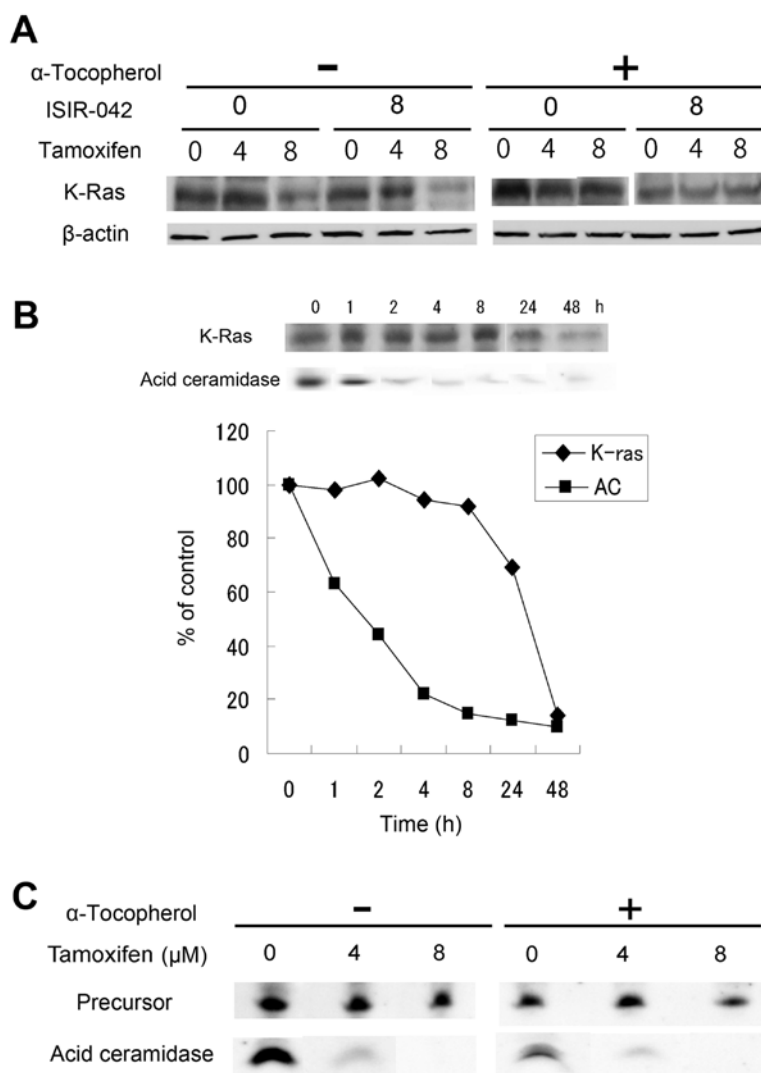 A
α-Tocopherol − +
ISIR-042 0 8 0 8
Tamoxifen 0 4 8 0 4 8 0 4 8 0 4 8
K-Ras
β-actin
B
0 1 2 4 8 24 48 h
K-Ras
Acid ceramidase
120
100
80
60
40
20
0
% of control
K-ras
AC
0 1 2 4 8 24 48
Time (h)
C
α-Tocopherol − +
Tamoxifen (μM) 0 4 8 0 4 8
Precursor
Acid ceramidase